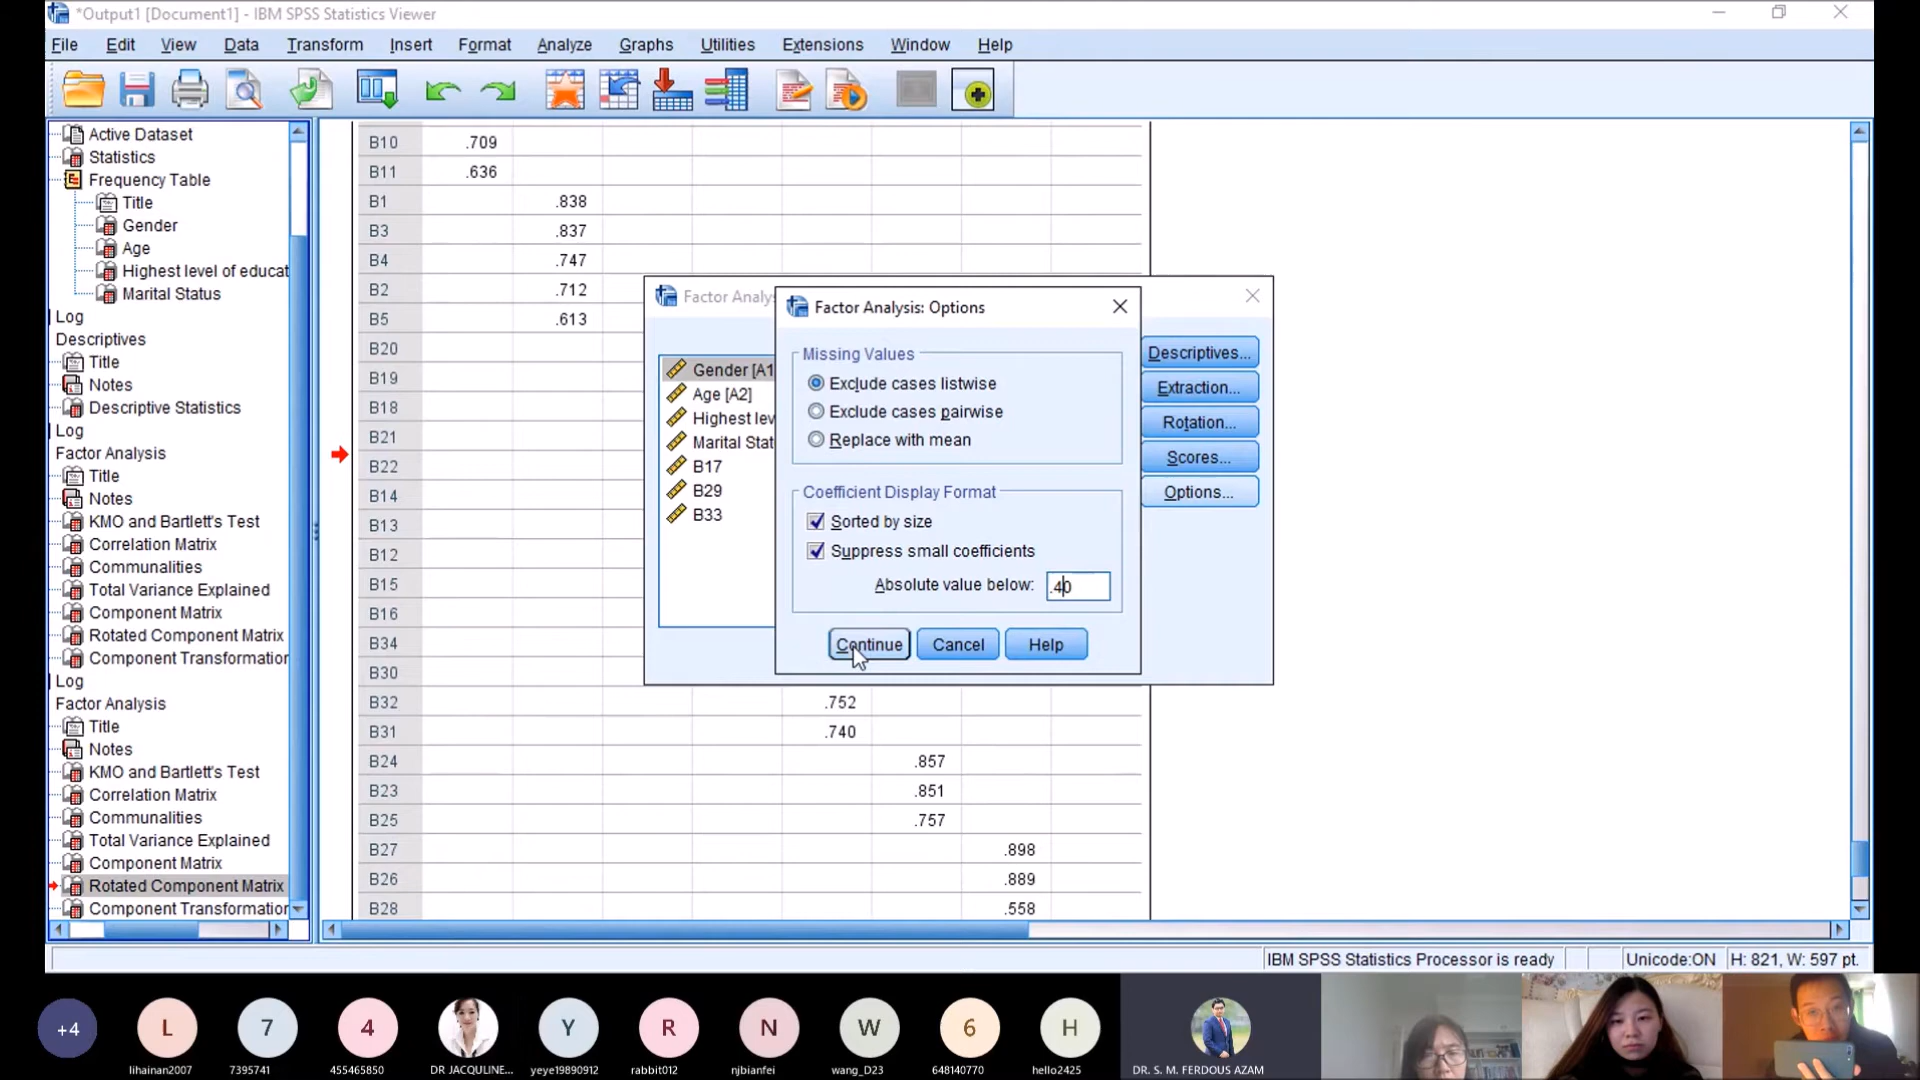 *Output1 [Document1] - IBM SPSS Statistics Viewer
File Edit View Data Transform Insert Format Analyze Graphs Utilities Extensions Window Help
Active Dataset
Statistics
Frequency Table
Title
Gender
Age
Highest level of educat
Marital Status
Log
Descriptives
Title
Notes
Descriptive Statistics
Log
Factor Analysis
Title
Notes
KMO and Bartlett's Test
Correlation Matrix
Communalities
Total Variance Explained
Component Matrix
Rotated Component Matrix
Component Transformation
Log
Factor Analysis
Title
Notes
KMO and Bartlett's Test
Correlation Matrix
Communalities
Total Variance Explained
Component Matrix
Rotated Component Matrix
Component Transformation
B10 .709
B11 .636
B1 .838
B3 .837
B4 .747
B2 .712
B5 .613
B20
B19
B18
B21
B22
B14
B13
B12
B15
B16
B34
B30
B32 .752
B31 .740
B24 .857
B23 .851
B25 .757
B27 .898
B26 .889
B28 .558
Factor Analys
Gender [A1
Age [A2]
Highest lev
Marital Stat
B17
B29
B33
Descriptives...
Extraction...
Rotation...
Scores...
Options...
Factor Analysis: Options
Missing Values
Exclude cases listwise
Exclude cases pairwise
Replace with mean
Coefficient Display Format
Sorted by size
Suppress small coefficients
Absolute value below: .40
Continue Cancel Help
IBM SPSS Statistics Processor is ready Unicode:ON H: 821, W: 597 pt.
+4 L 7 4 Y R N W 6 H
lihainan2007 7395741 455465850 DR JACQULINE... yeye19890912 rabbit012 njbianfei wang_D23 648140770 hello2425 DR. S. M. FERDOUS AZAM